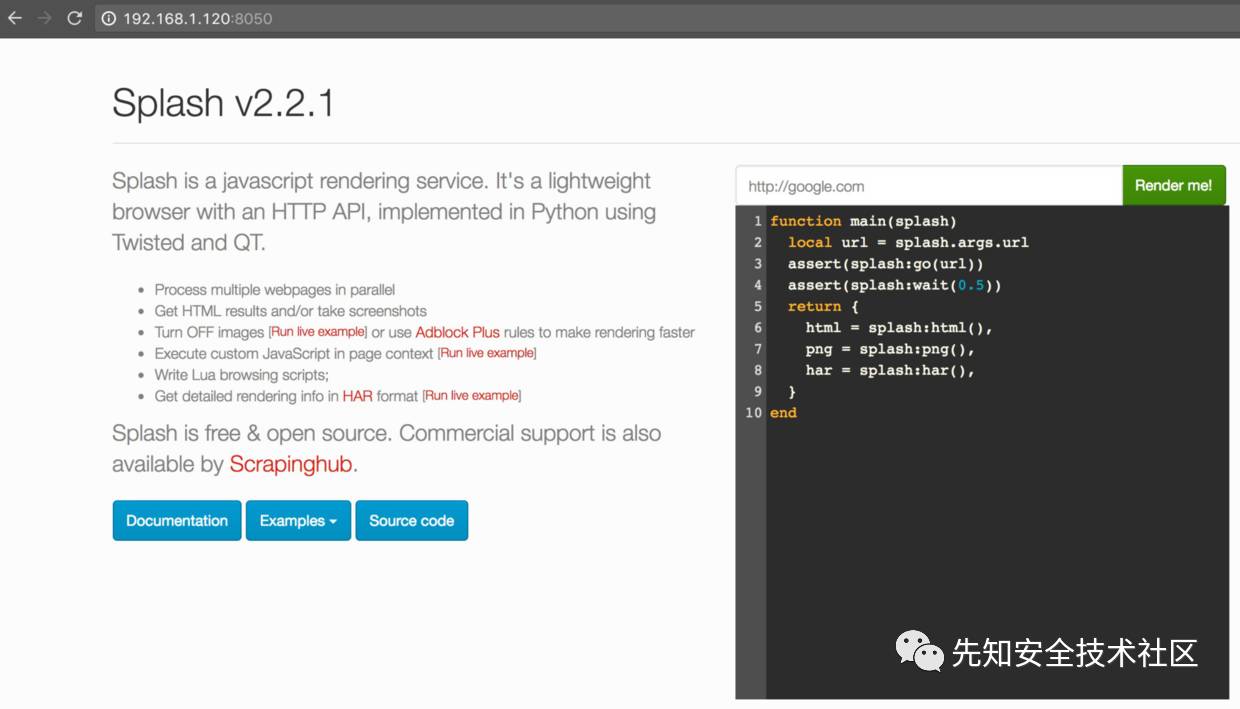 192.168.1.120:8050
Splash v2.2.1
Splash is a javascript rendering service. It's a lightweight
browser with an HTTP API, implemented in Python using
Twisted and QT.
• Process multiple webpages in parallel
• Get HTML results and/or take screenshots
• Turn OFF images [Run live example] or use Adblock Plus rules to make rendering faster
• Execute custom JavaScript in page context [Run live example]
• Write Lua browsing scripts;
• Get detailed rendering info in HAR format [Run live example]
Splash is free & open source. Commercial support is also
available by Scrapinghub.
Documentation Examples Source code
http://google.com Render me!
1 function main(splash)
2 local url = splash.args.url
3 assert(splash:go(url))
4 assert(splash:wait(0.5))
5 return {
6 html = splash:html(),
7 png = splash:png(),
8 har = splash:har(),
9 }
10 end
先知安全技术社区